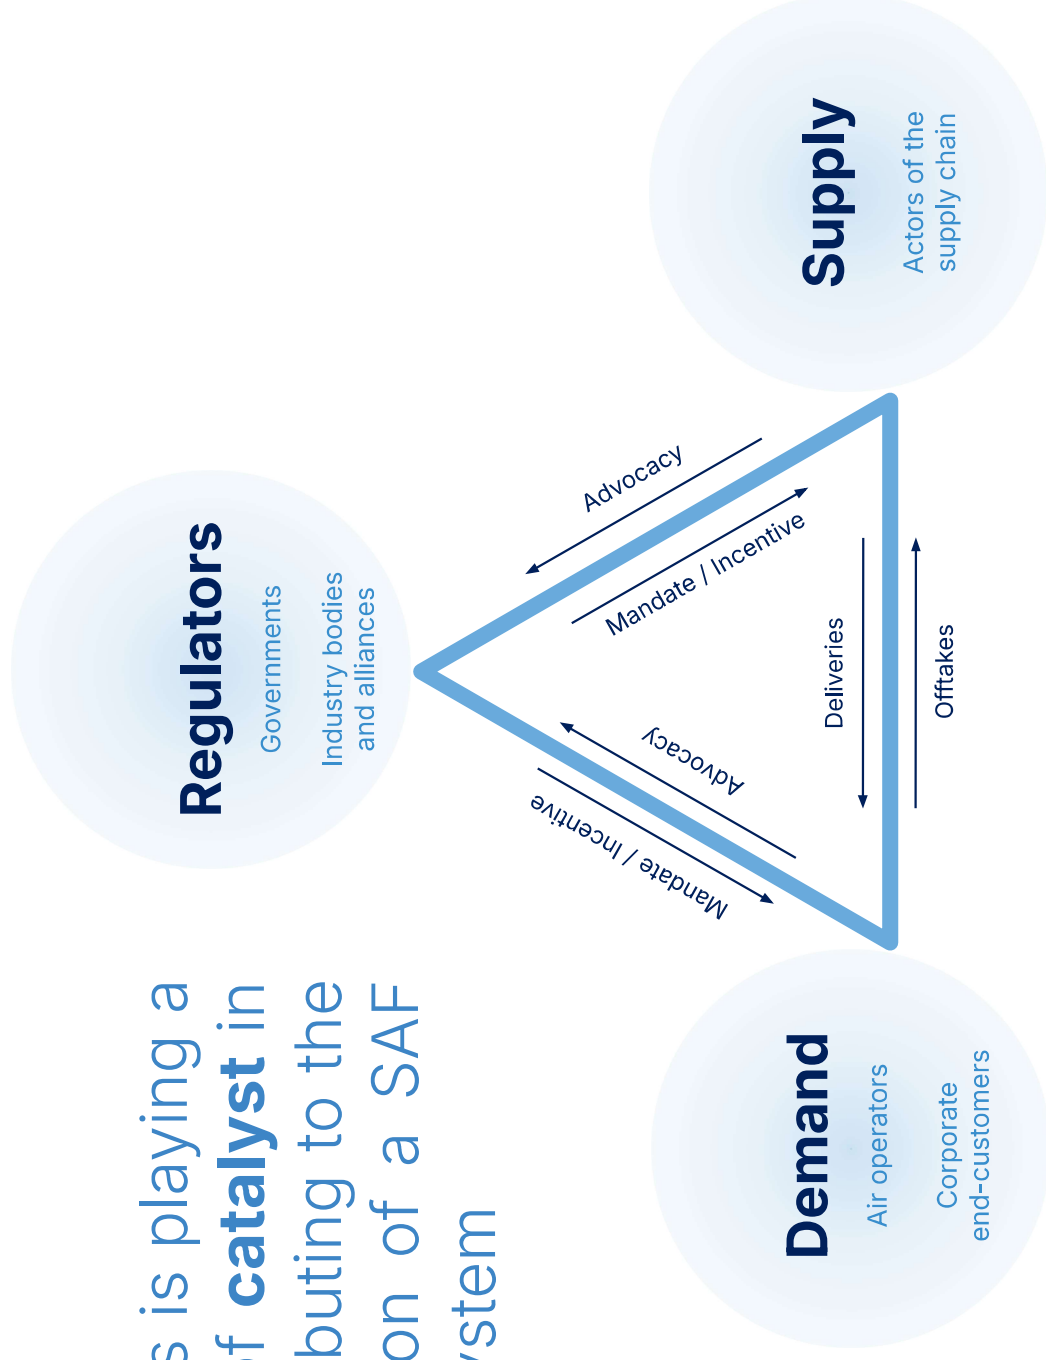 s is playing a
f catalyst in
buting to the
on of a SAF
ystem
Regulators
Governments
Industry bodies
and alliances
Mandate / Incentive
Advocacy
Advocacy
Mandate / Incentive
Deliveries
Offtakes
Demand
Air operators
Corporate
end-customers
Supply
Actors of the
supply chain